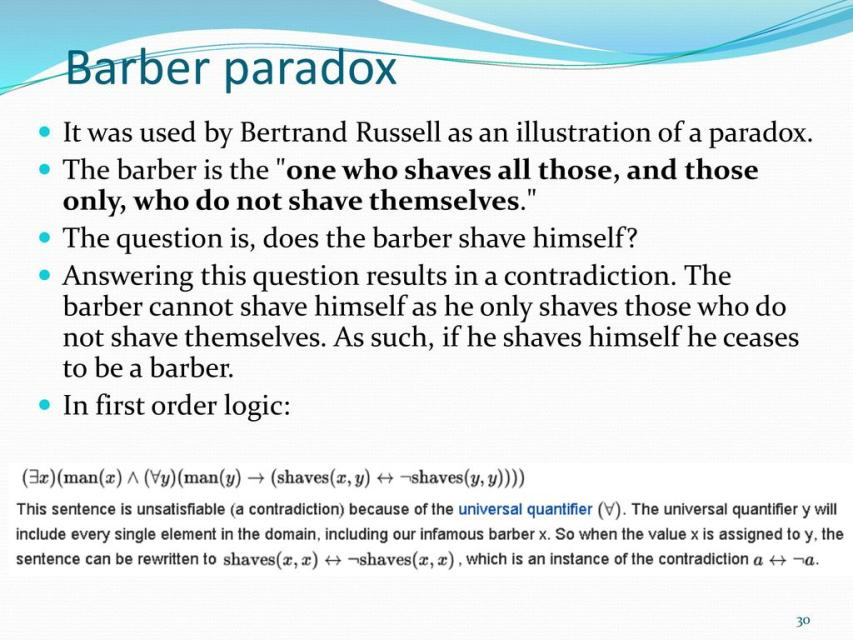 Barber paradox
• It was used by Bertrand Russell as an illustration of a paradox.
• The barber is the "one who shaves all those, and those
only, who do not shave themselves."
• The question is, does the barber shave himself?
• Answering this question results in a contradiction. The
barber cannot shave himself as he only shaves those who do
not shave themselves. As such, if he shaves himself he ceases
to be a barber.
• In first order logic:
(∃x)(man(x) ∧ (∀y)(man(y) → (shaves(x, y) ↔ ¬shaves(y, y))))
This sentence is unsatisfiable (a contradiction) because of the universal quantifier (∀). The universal quantifier y will
include every single element in the domain, including our infamous barber x. So when the value x is assigned to y, the
sentence can be rewritten to shaves(x, x) ↔ ¬shaves(x, x), which is an instance of the contradiction a ↔ ¬a.
30